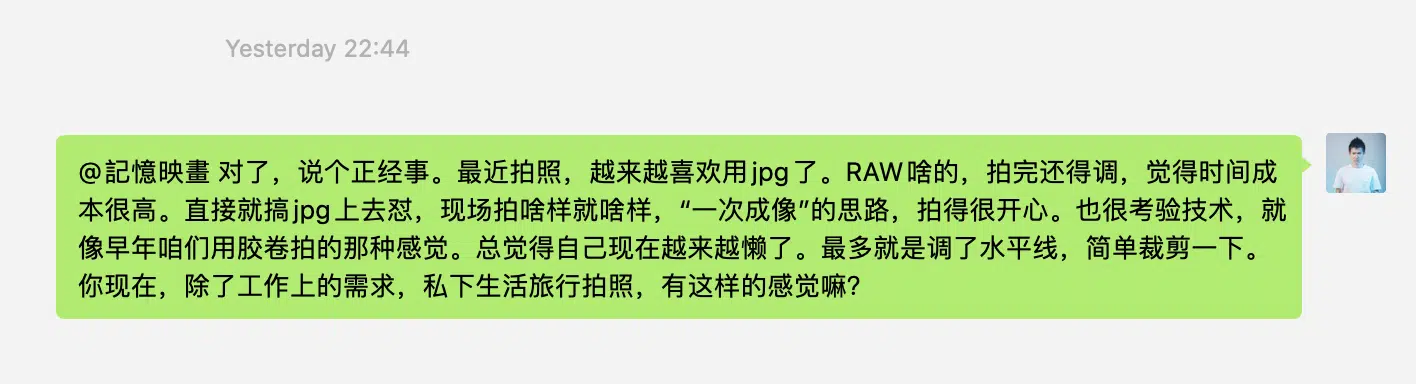 Yesterday 22:44
@記憶映畫 对了，说个正经事。最近拍照，越来越喜欢用jpg了。RAW啥的，拍完还得调，觉得时间成
本很高。直接就搞jpg上去怼，现场拍啥样就啥样，“一次成像”的思路，拍得很开心。也很考验技术，就
像早年咱们用胶卷拍的那种感觉。总觉得自己现在越来越懒了。最多就是调了水平线，简单裁剪一下。
你现在，除了工作上的需求，私下生活旅行拍照，有这样的感觉嘛？